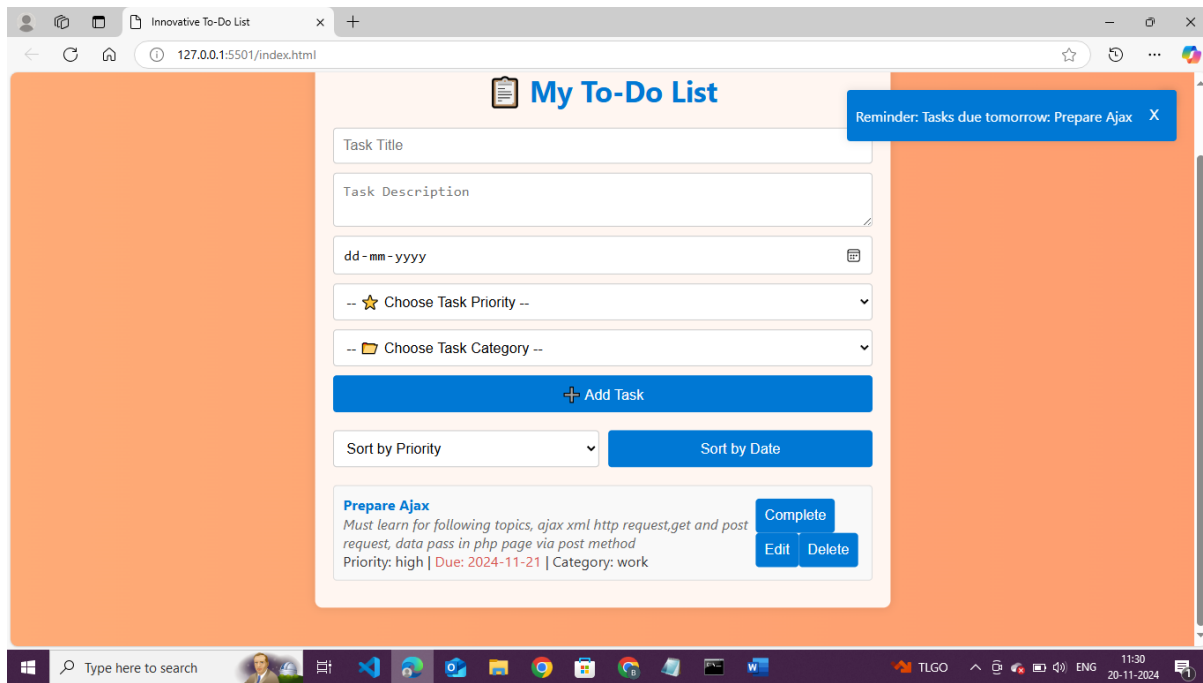 Innovative To-Do List
127.0.0.1:5501/index.html
My To-Do List
Reminder: Tasks due tomorrow: Prepare Ajax X
Task Title
Task Description
dd-mm-yyyy
-- ⭐ Choose Task Priority --
-- 📁 Choose Task Category --
➕ Add Task
Sort by Priority
Sort by Date
Prepare Ajax
Must learn for following topics, ajax xml http request,get and post
request, data pass in php page via post method
Priority: high | Due: 2024-11-21 | Category: work
Complete
Edit
Delete
Type here to search
TLGO
ENG
11:30
20-11-2024